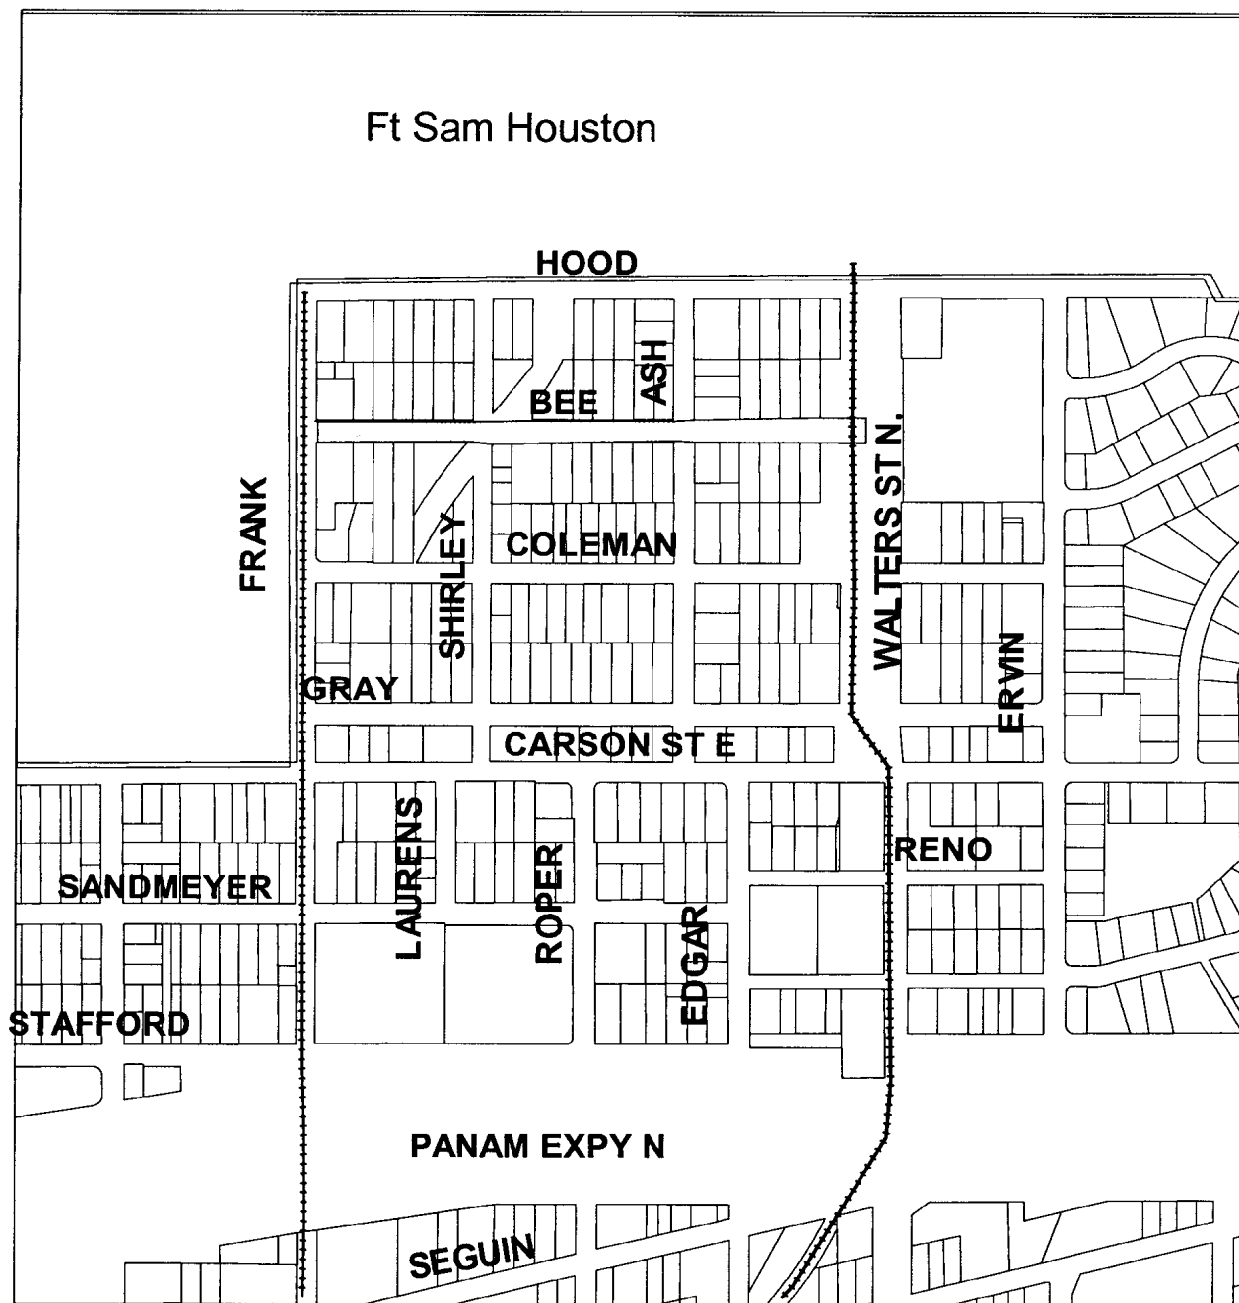 Ft Sam Houston
HOOD
ASH
BEE
WALTERS ST N.
FRANK
SHIRLEY
COLEMAN
ERVIN
GRAY
CARSON ST E
LAURENS
ROPER
RENO
SANDMEYER
EDGAR
STAFFORD
PANAM EXPY N
SEGUIN